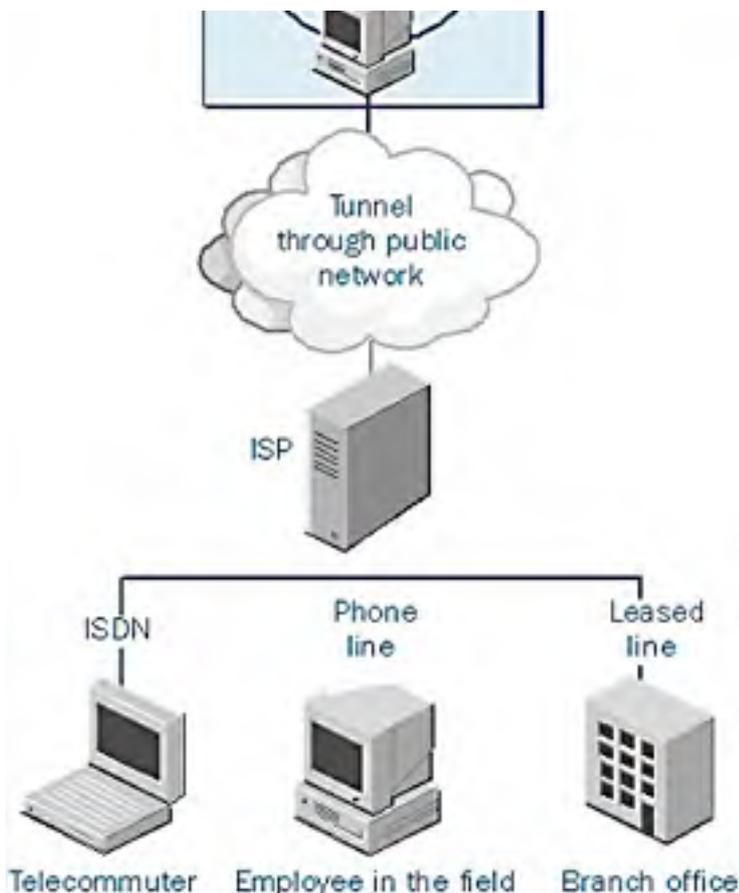 Tunnel
through public
network
ISP
ISDN
Phone
line
Leased
line
Telecommuter
Employee in the field
Branch office